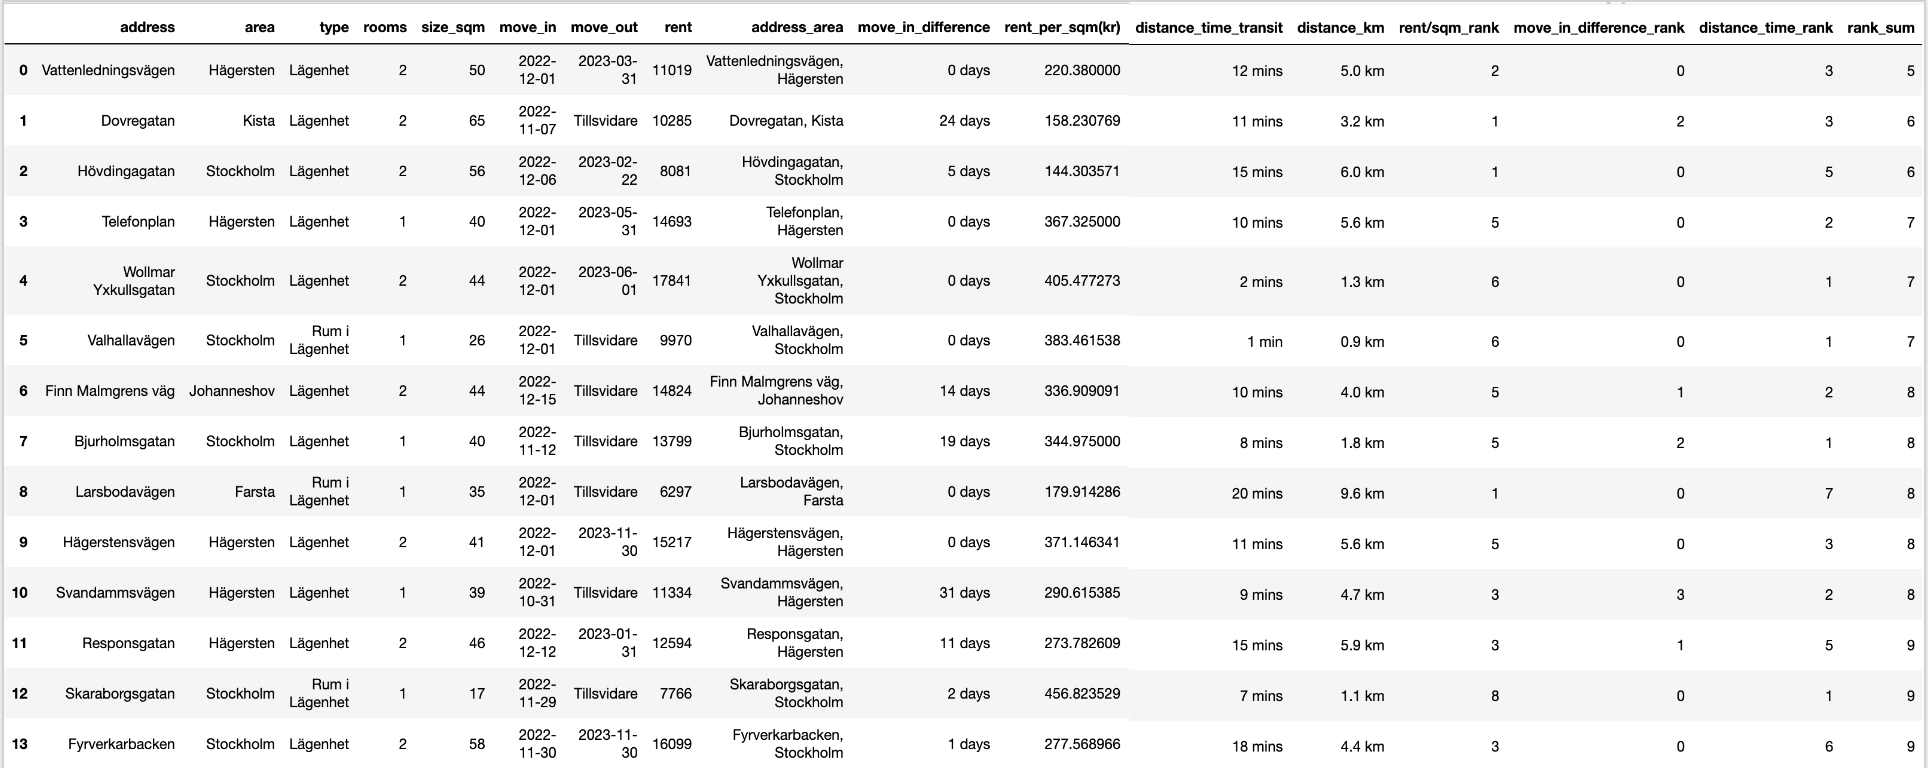 address area type rooms size_sqm move_in move_out rent address_area move_in_difference rent_per_sqm(kr) distance_time_transit distance_km rent/sqm_rank move_in_difference_rank distance_time_rank rank_sum
0 Vattenledningsvägen Hägersten Lägenhet 2 50 2022-12-01 2023-03-31 11019 Vattenledningsvägen, Hägersten 0 days 220.380000 12 mins 5.0 km 2 0 3 5
1 Dovregatan Kista Lägenhet 2 65 2022-11-07 Tillsvidare 10285 Dovregatan, Kista 24 days 158.230769 11 mins 3.2 km 1 2 3 6
2 Hövdingagatan Stockholm Lägenhet 2 56 2022-12-06 2023-02-22 8081 Hövdingagatan, Stockholm 5 days 144.303571 15 mins 6.0 km 1 0 5 6
3 Telefonplan Hägersten Lägenhet 1 40 2022-12-01 2023-05-31 14693 Telefonplan, Hägersten 0 days 367.325000 10 mins 5.6 km 5 0 2 7
4 Wollmar Yxkullsgatan Stockholm Lägenhet 2 44 2022-12-01 2023-06-01 17841 Wollmar Yxkullsgatan, Stockholm 0 days 405.477273 2 mins 1.3 km 6 0 1 7
5 Valhallavägen Stockholm Rum i Lägenhet 1 26 2022-12-01 Tillsvidare 9970 Valhallavägen, Stockholm 0 days 383.461538 1 min 0.9 km 6 0 1 7
6 Finn Malmgrens väg Johanneshov Lägenhet 2 44 2022-12-15 Tillsvidare 14824 Finn Malmgrens väg, Johanneshov 14 days 336.909091 10 mins 4.0 km 5 1 2 8
7 Bjurholmsgatan Stockholm Lägenhet 1 40 2022-11-12 Tillsvidare 13799 Bjurholmsgatan, Stockholm 19 days 344.975000 8 mins 1.8 km 5 2 1 8
8 Larsbodavägen Farsta Rum i Lägenhet 1 35 2022-12-01 Tillsvidare 6297 Larsbodavägen, Farsta 0 days 179.914286 20 mins 9.6 km 1 0 7 8
9 Hägerstensvägen Hägersten Lägenhet 2 41 2022-12-01 2023-11-30 15217 Hägerstensvägen, Hägersten 0 days 371.146341 11 mins 5.6 km 5 0 3 8
10 Svandammsvägen Hägersten Lägenhet 1 39 2022-10-31 Tillsvidare 11334 Svandammsvägen, Hägersten 31 days 290.615385 9 mins 4.7 km 3 3 2 8
11 Responsgatan Hägersten Lägenhet 2 46 2022-12-12 2023-01-31 12594 Responsgatan, Hägersten 11 days 273.782609 15 mins 5.9 km 3 1 5 9
12 Skaraborgsgatan Stockholm Rum i Lägenhet 1 17 2022-11-29 Tillsvidare 7766 Skaraborgsgatan, Stockholm 2 days 456.823529 7 mins 1.1 km 8 0 1 9
13 Fyrverkarbacken Stockholm Lägenhet 2 58 2022-11-30 2023-11-30 16099 Fyrverkarbacken, Stockholm 1 days 277.568966 18 mins 4.4 km 3 0 6 9